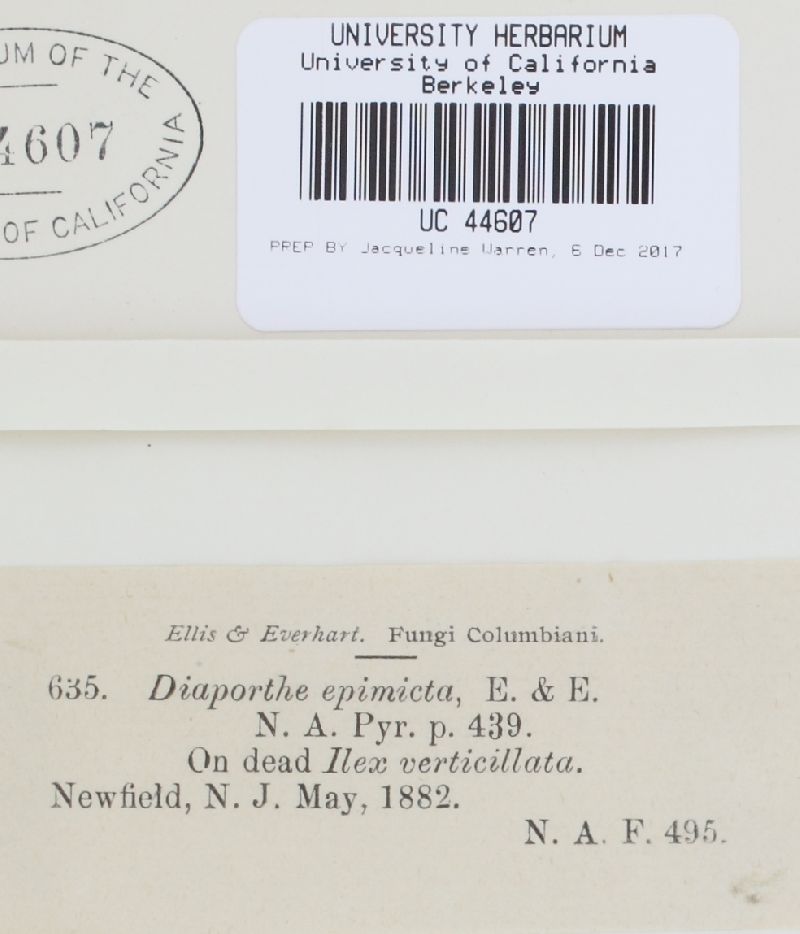 UM OF THE
4607
OF CALIFORNIA
UNIVERSITY HERBARIUM
University of California
Berkeley
UC 44607
PREP BY Jacqueline Warren, 6 Dec 2017
Ellis & Everhart. Fungi Columbiani.
635. Diaporthe epimicta, E. & E.
N. A. Pyr. p. 439.
On dead Ilex verticillata.
Newfield, N. J. May, 1882.
N. A. F. 495.